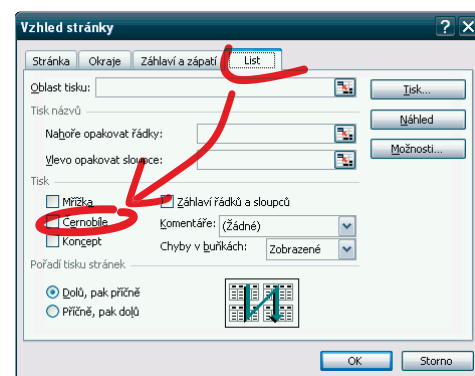 Vzhled stránky
Stránka Okraje Záhlaví a zápatí List
Oblast tisku:
Tisk...
Tisk názvů
Náhled
Nahoře opakovat řádky:
Možnosti...
Vlevo opakovat sloupce:
Tisk
Mřížka Záhlaví řádků a sloupců
Černobíle Komentáře: (Žádné)
Koncept Chyby v buňkách: Zobrazené
Pořadí tisku stránek
Dolů, pak příčně
Příčně, pak dolů
OK Storno